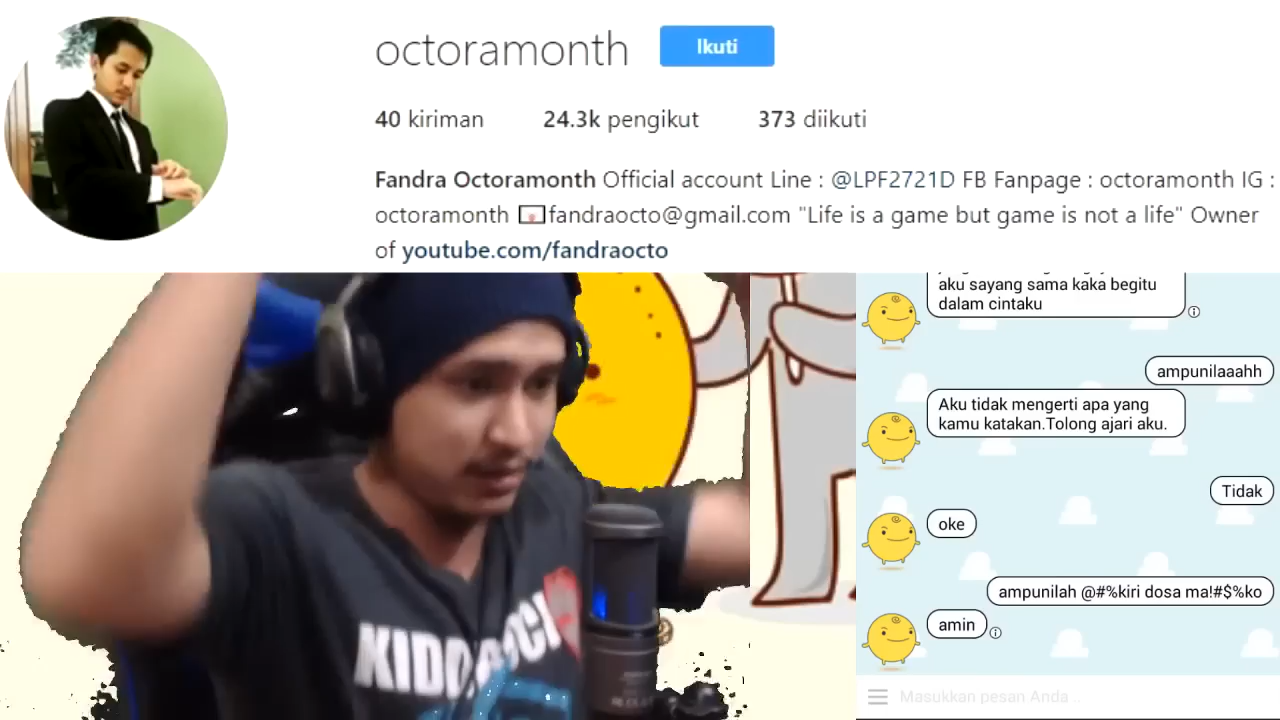 octoramonth Ikuti
40 kiriman 24.3k pengikut 373 diikuti
Fandra Octoramonth Official account Line : @LPF2721D FB Fanpage : octoramonth IG :
octoramonth fandraocto@gmail.com "Life is a game but game is not a life" Owner
of youtube.com/fandraocto
aku sayang sama kaka begitu
dalam cintaku
ampunilaaahh
Aku tidak mengerti apa yang
kamu katakan.Tolong ajari aku.
Tidak
oke
ampunilah @#%kiri dosa ma!#$%ko
amin
Masukkan pesan Anda ..